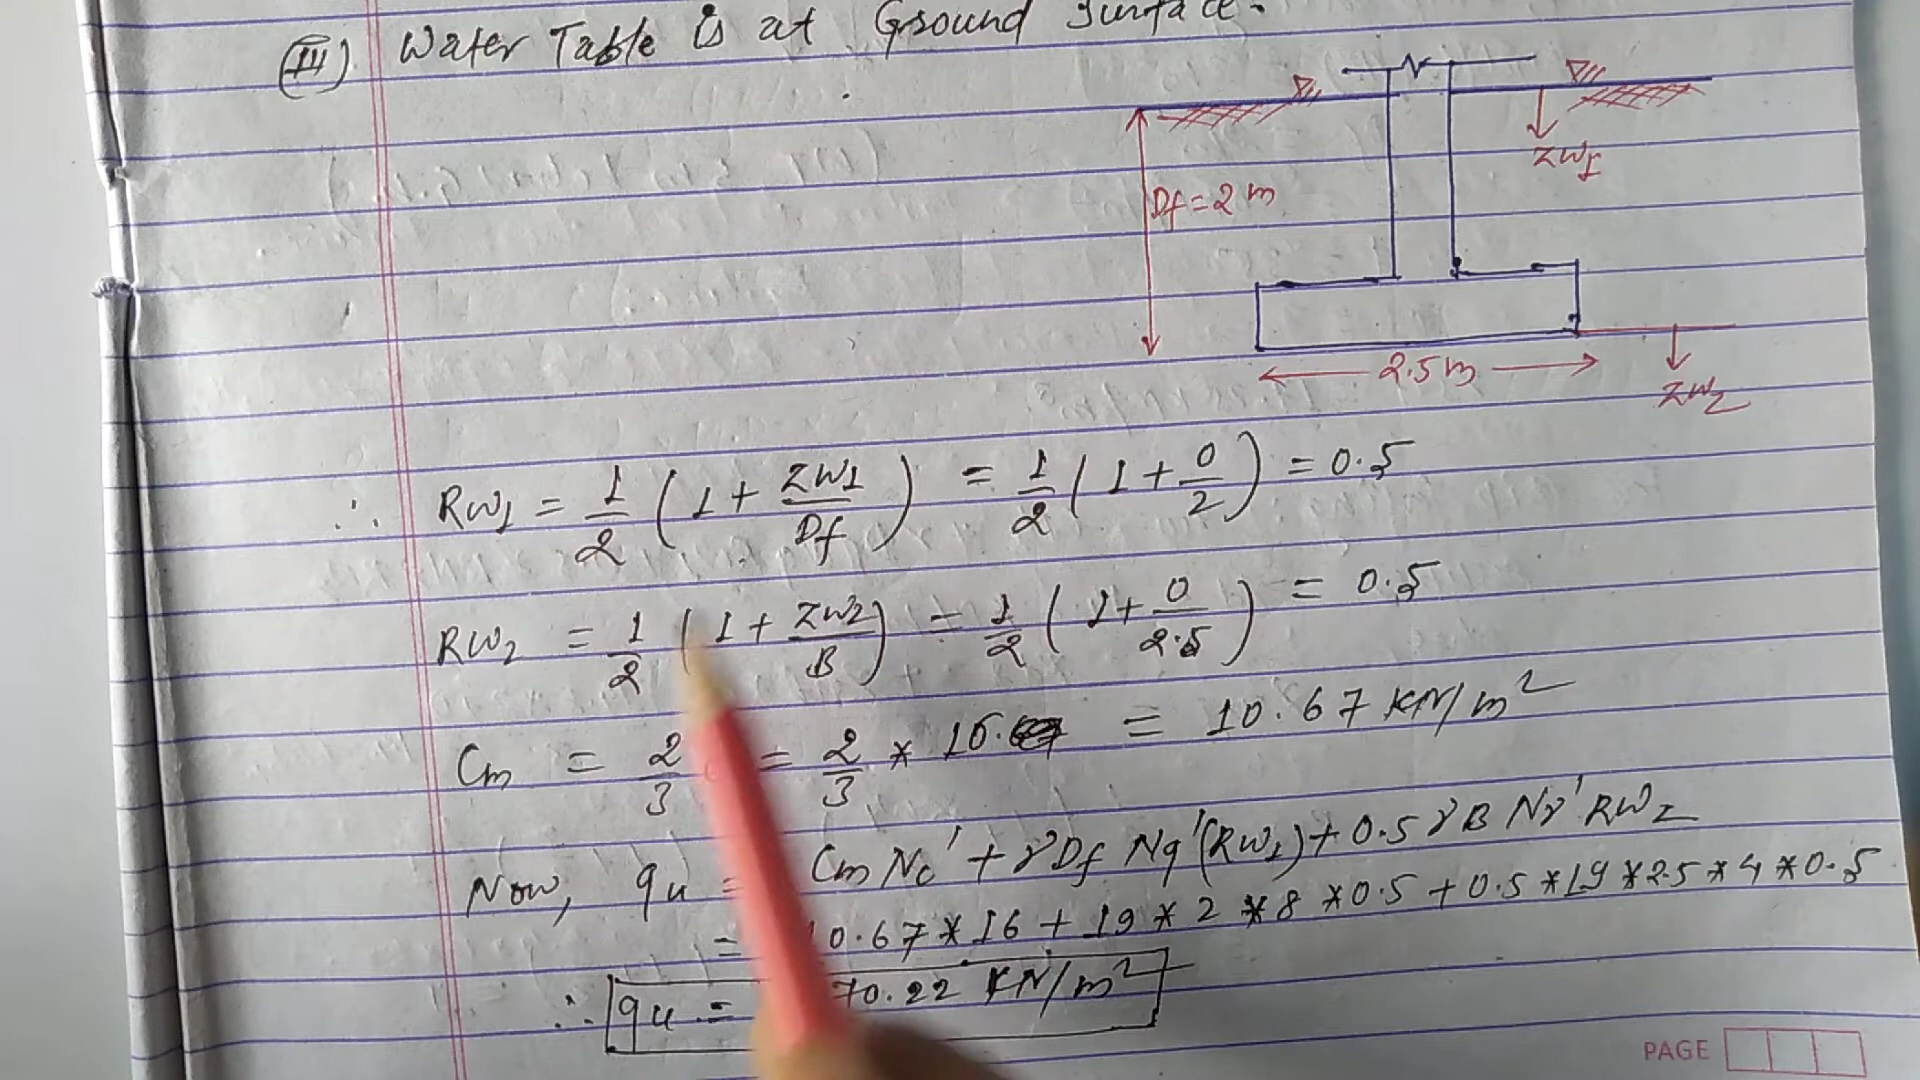 (III) Water Table is at Ground Surface.
ZW1
Df = 2 m
2.5 m
ZW2
∴ RW1 = 1/2 ( 1 + ZW1/Df ) = 1/2 ( 1 + 0/2 ) = 0.5
RW2 = 1/2 ( 1 + ZW2/B ) = 1/2 ( 1 + 0/2.5 ) = 0.5
Cm = 2/3 = 2/3 * 16 = 10.67 KN/m²
Now, qu = Cm Nc' + γDf Nq' (RW1) + 0.5 γB Nγ' RW2
= 0.67 * 16 + 19 * 2 * 8 * 0.5 + 0.5 * 19 * 2.5 * 4 * 0.5
∴ qu = 70.22 KN/m²
PAGE